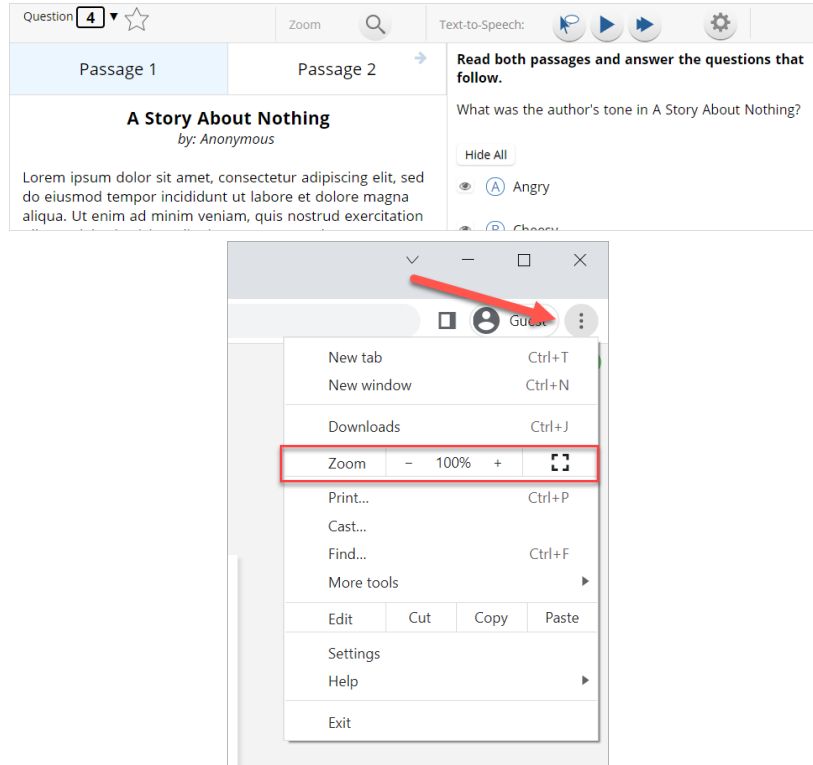 Question 4 ▼ Zoom Text-to-Speech:
Passage 1
Passage 2
A Story About Nothing
by: Anonymous
Lorem ipsum dolor sit amet, consectetur adipiscing elit, sed
do eiusmod tempor incididunt ut labore et dolore magna
aliqua. Ut enim ad minim veniam, quis nostrud exercitation
Read both passages and answer the questions that
follow.
What was the author's tone in A Story About Nothing?
Hide All
A Angry
B Cheesy
Guest
New tab Ctrl+T
New window Ctrl+N
Downloads Ctrl+J
Zoom - 100% +
Print... Ctrl+P
Cast...
Find... Ctrl+F
More tools
Edit Cut Copy Paste
Settings
Help
Exit